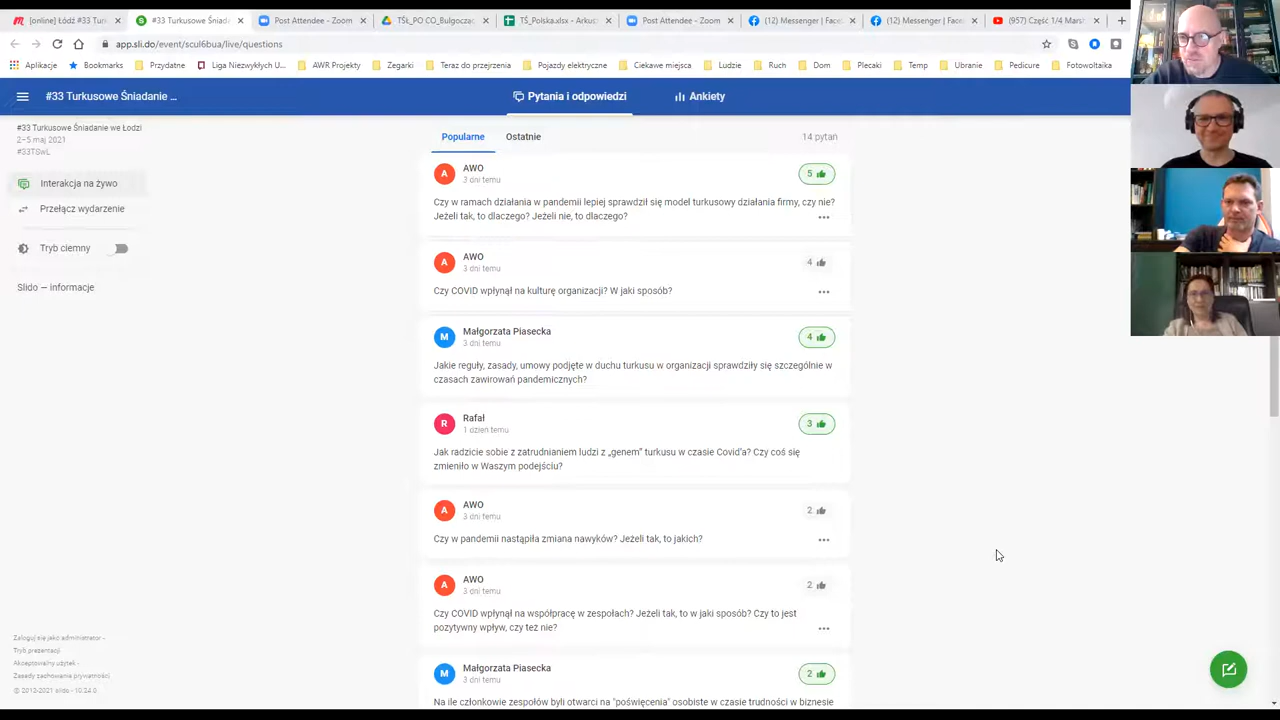 [online] Łódź #33 Turk
#33 Turkusowe Śniadani
Post Attendee - Zoom
TŚŁ_PO CO_Bulgoczac
TŚ_Polska.xlsx - Arkusz
Post Attendee - Zoom
(12) Messenger | Faceb
(12) Messenger | Faceb
(957) Część 1/4 Marst
app.sli.do/event/scul6bua/live/questions
Aplikacje
Bookmarks
Przydatne
Liga Niezwykłych U...
AWR Projekty
Zegarki
Teraz do przejrzenia
Pojazdy elektryczne
Ciekawe miejsca
Ludzie
Ruch
Dom
Plecaki
Temp
Ubranie
Pedicure
Fotowoltaika
#33 Turkusowe Śniadanie ...
Pytania i odpowiedzi
Ankiety
#33 Turkusowe Śniadanie we Łodzi
2–5 maj 2021
#33TSwL
Interakcja na żywo
Przełącz wydarzenie
Tryb ciemny
Slido — informacje
Popularne
Ostatnie
14 pytań
A
AWO
3 dni temu
5
Czy w ramach działania w pandemii lepiej sprawdził się model turkusowy działania firmy, czy nie?
Jeżeli tak, to dlaczego? Jeżeli nie, to dlaczego?
A
AWO
3 dni temu
4
Czy COVID wpłynął na kulturę organizacji? W jaki sposób?
M
Małgorzata Piasecka
3 dni temu
4
Jakie reguły, zasady, umowy podjęte w duchu turkusu w organizacji sprawdziły się szczególnie w
czasach zawirowań pandemicznych?
R
Rafał
1 dzień temu
3
Jak radzicie sobie z zatrudnianiem ludzi z „genem” turkusu w czasie Covid'a? Czy coś się
zmieniło w Waszym podejściu?
A
AWO
3 dni temu
2
Czy w pandemii nastąpiła zmiana nawyków? Jeżeli tak, to jakich?
A
AWO
3 dni temu
2
Czy COVID wpłynął na współpracę w zespołach? Jeżeli tak, to w jaki sposób? Czy to jest
pozytywny wpływ, czy też nie?
M
Małgorzata Piasecka
3 dni temu
2
Na ile członkowie zespołów byli otwarci na "poświęcenia" osobiste w czasie trudności w biznesie
Zaloguj się jako administrator -
Tryb prezentacji
Akceptowalny użytek -
Zasady zachowania prywatności
© 2012-2021 slido - 10.24.0